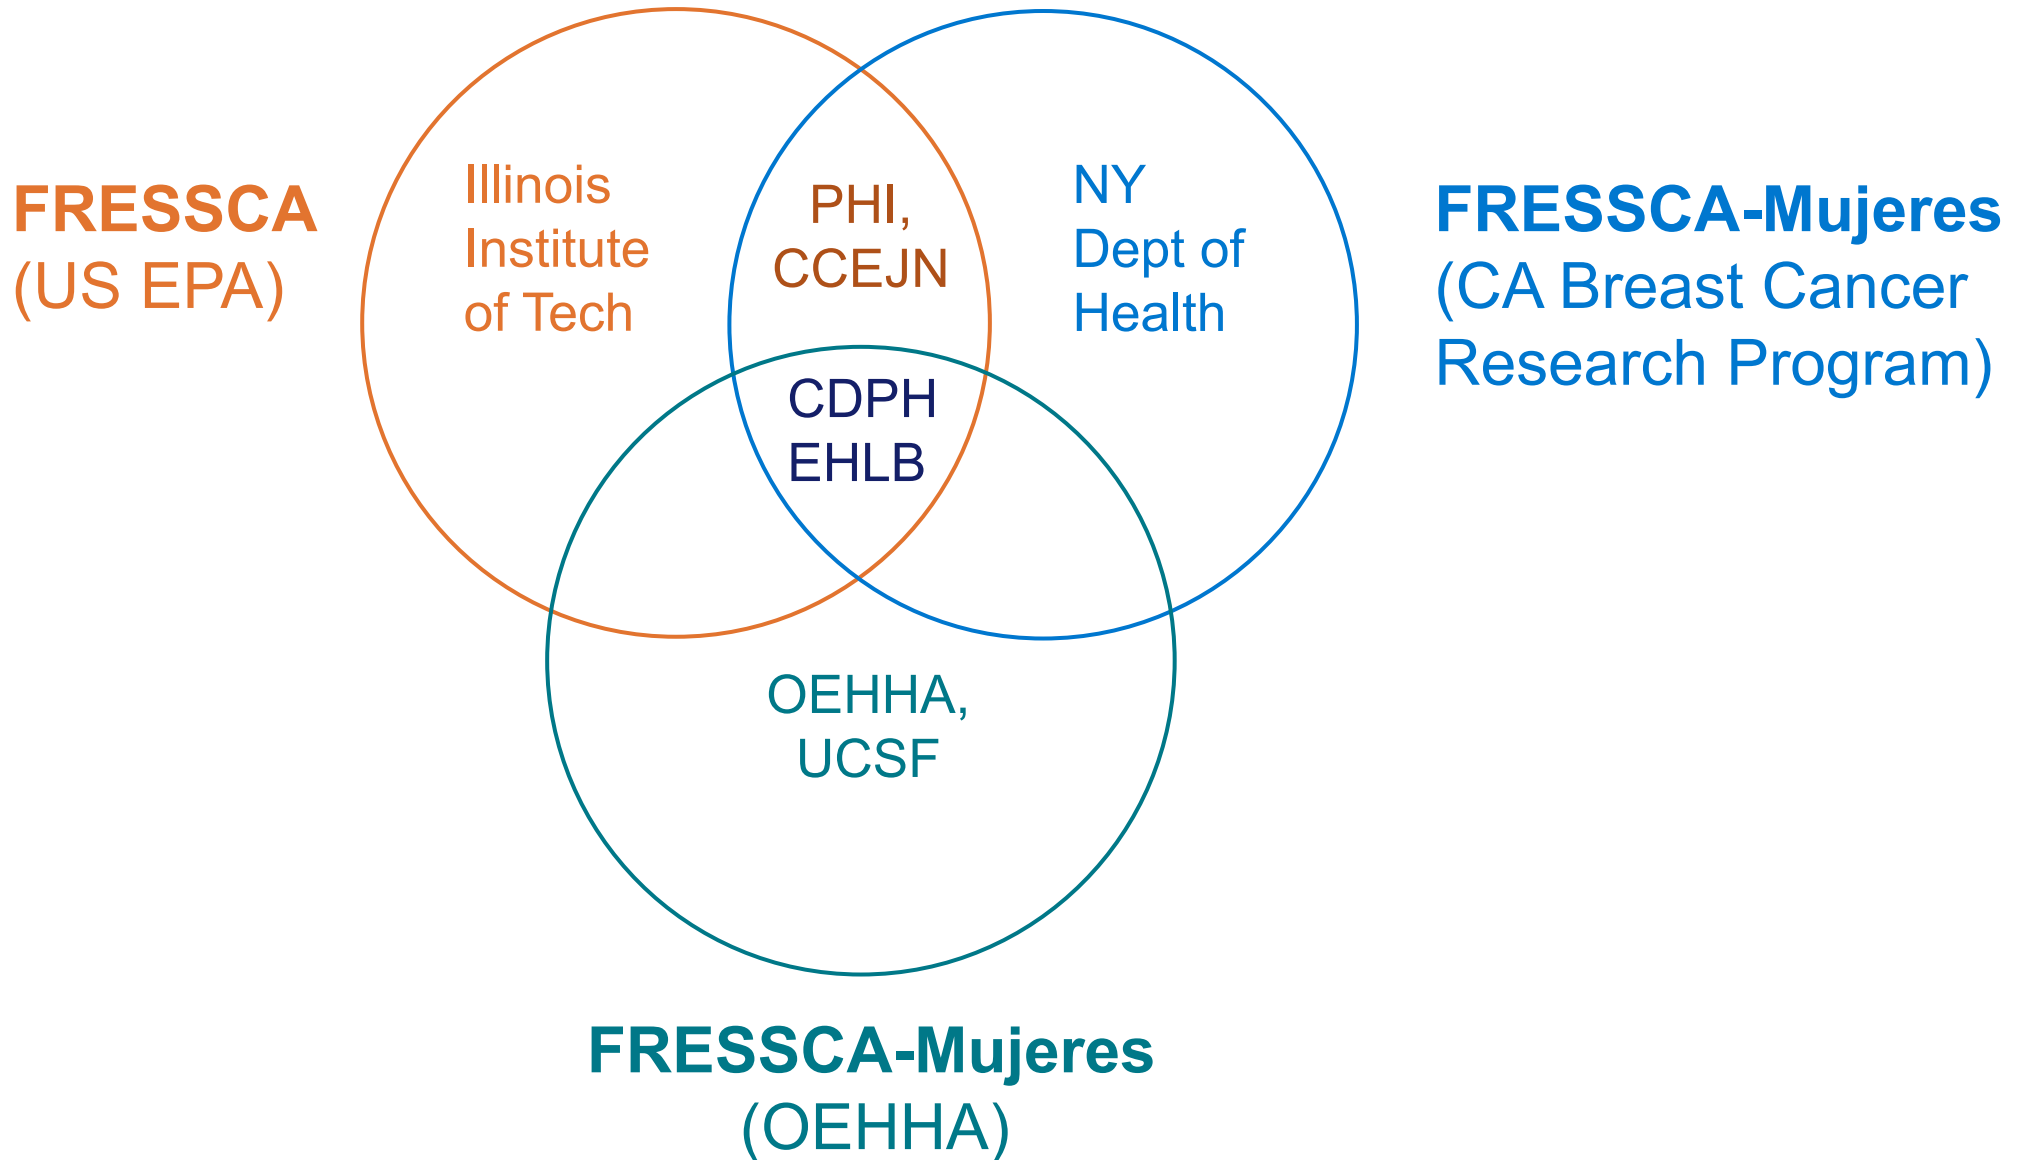 FRESSCA
(US EPA)
Illinois
Institute
of Tech
PHI,
CCEJN
NY
Dept of
Health
FRESSCA-Mujeres
(CA Breast Cancer
Research Program)
CDPH
EHLB
OEHHA,
UCSF
FRESSCA-Mujeres
(OEHHA)